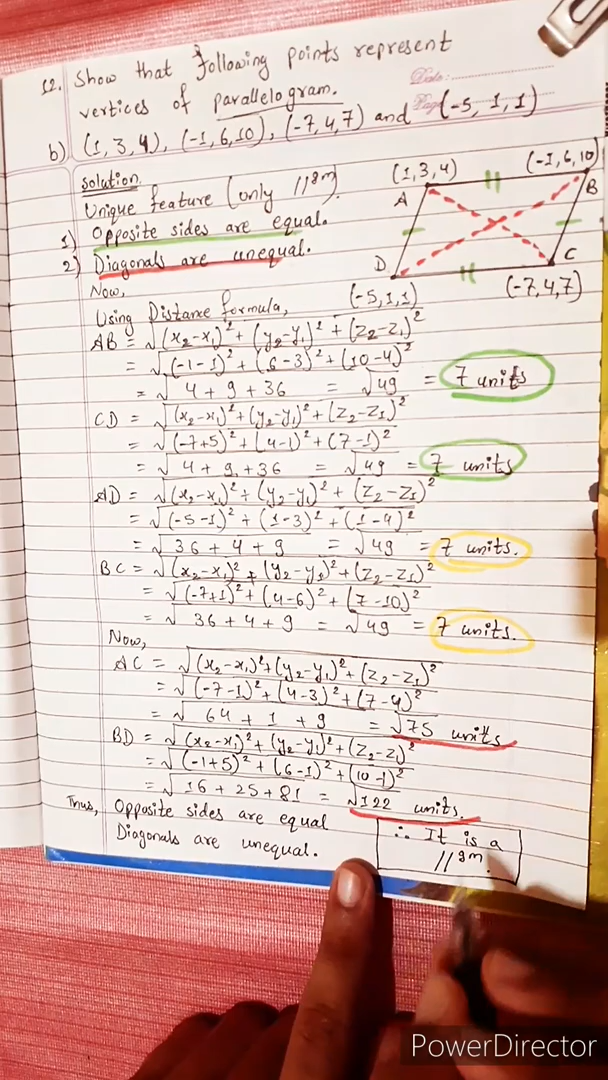 12. Show that following points represent
vertices of parallelogram.
Date:
Page:
b) (1, 3, 4), (-1, 6, 10), (-7, 4, 7) and (-5, 1, 1)
Solution
Unique feature (only //gm)
1) Opposite sides are equal.
2) Diagonals are unequal.
(1, 3, 4)
(-1, 6, 10)
A
B
D
C
(-5, 1, 1)
(-7, 4, 7)
Now,
Using Distance formula,
AB = √(x₂-x₁)² + (y₂-y₁)² + (z₂-z₁)²
= √(-1-1)² + (6-3)² + (10-4)²
= √4 + 9 + 36 = √49 = 7 units
CD = √(x₂-x₁)² + (y₂-y₁)² + (z₂-z₁)²
= √(-7+5)² + (4-1)² + (7-1)²
= √4 + 9 + 36 = √49 = 7 units
AD = √(x₂-x₁)² + (y₂-y₁)² + (z₂-z₁)²
= √(-5-1)² + (1-3)² + (1-4)²
= √36 + 4 + 9 = √49 = 7 units.
BC = √(x₂-x₁)² + (y₂-y₁)² + (z₂-z₁)²
= √(-7+1)² + (4-6)² + (7-10)²
= √36 + 4 + 9 = √49 = 7 units.
Now,
AC = √(x₂-x₁)² + (y₂-y₁)² + (z₂-z₁)²
= √(-7-1)² + (4-3)² + (7-4)²
= √64 + 1 + 9 = √75 units
BD = √(x₂-x₁)² + (y₂-y₁)² + (z₂-z₁)²
= √(-1+5)² + (6-1)² + (10-1)²
= √16 + 25 + 81 = √122 units.
Thus, Opposite sides are equal
Diagonals are unequal.
∴ It is a
//gm.
PowerDirector